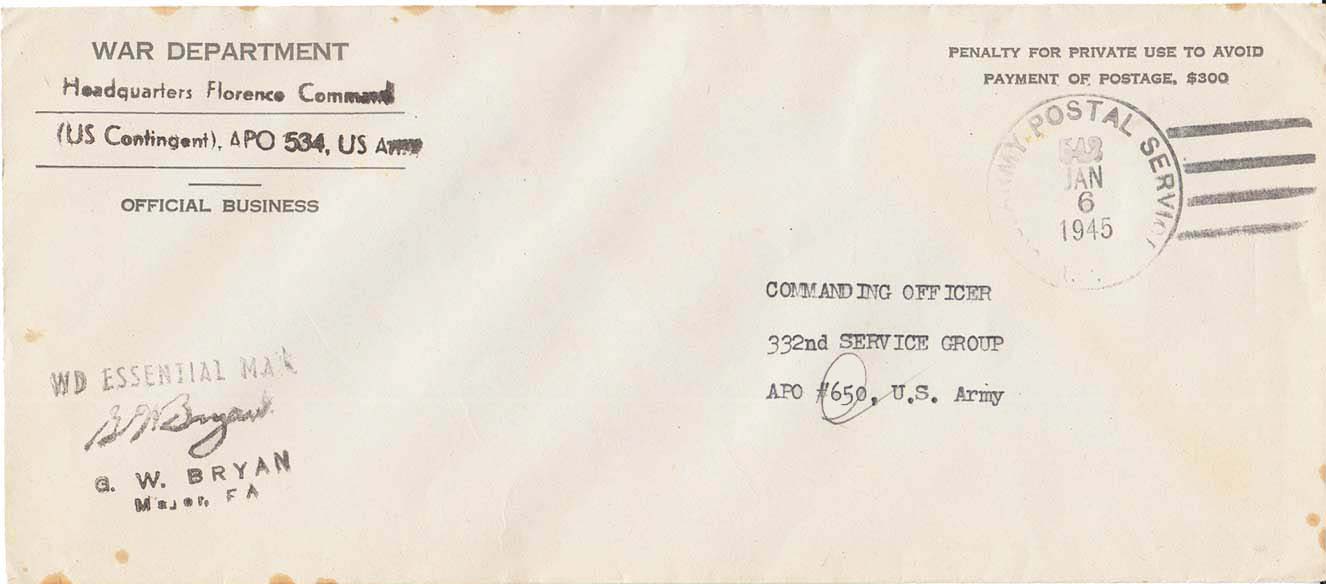 WAR DEPARTMENT
Headquarters Florence Command
(US Contingent), APO 534, US Army
OFFICIAL BUSINESS
PENALTY FOR PRIVATE USE TO AVOID
PAYMENT OF POSTAGE, $300
ARMY POSTAL SERVICE
JAN
6
1945
COMMANDING OFFICER
332nd SERVICE GROUP
APO #650, U.S. Army
WD ESSENTIAL MAIL
G W Bryan
G. W. BRYAN
Major, FA